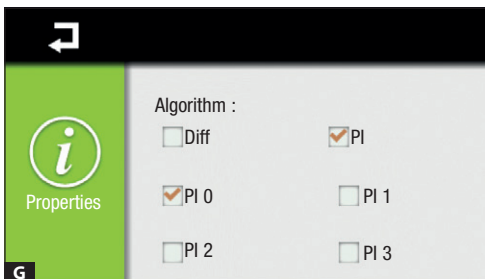 Algorithm :
Diff
PI
PI 0
PI 1
PI 2
PI 3
i
Properties
G